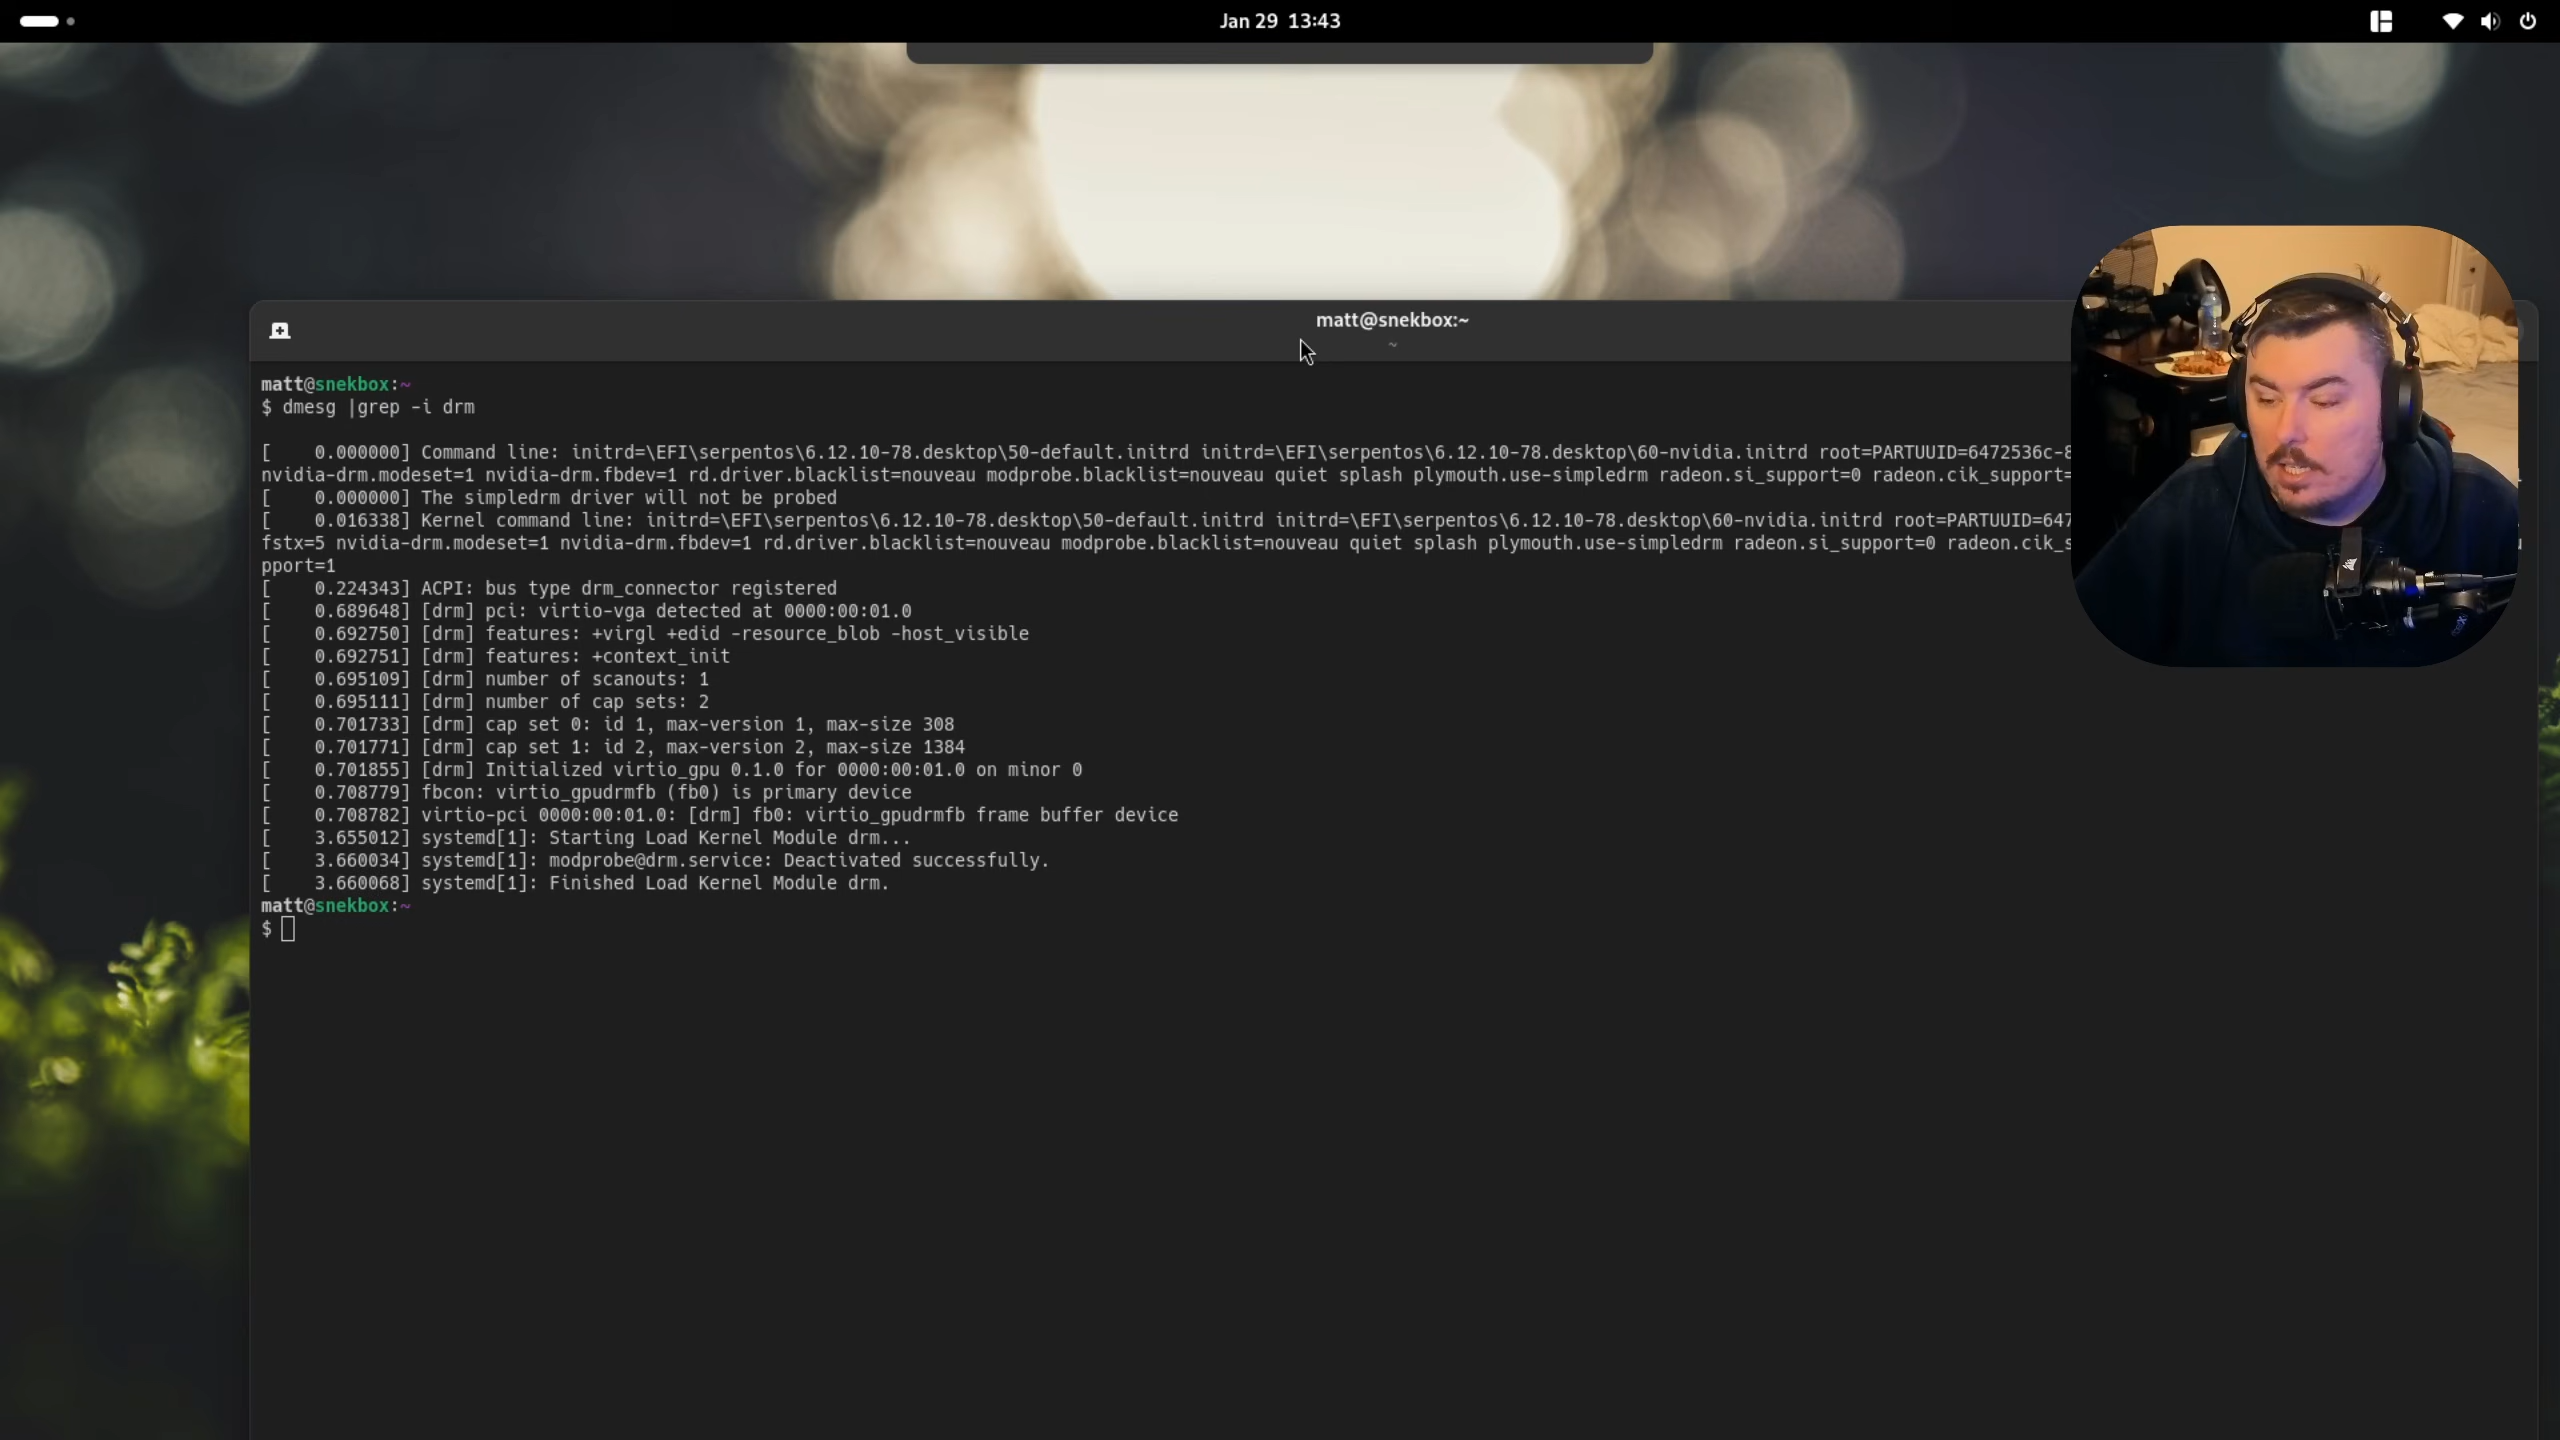 Jan 29 13:43
matt@snekbox:~
~
matt@snekbox:~
$ dmesg |grep -i drm
[    0.000000] Command line: initrd=\EFI\serpentos\6.12.10-78.desktop\50-default.initrd initrd=\EFI\serpentos\6.12.10-78.desktop\60-nvidia.initrd root=PARTUUID=6472536c-
nvidia-drm.modeset=1 nvidia-drm.fbdev=1 rd.driver.blacklist=nouveau modprobe.blacklist=nouveau quiet splash plymouth.use-simpledrm radeon.si_support=0 radeon.cik_support=
[    0.000000] The simpledrm driver will not be probed
[    0.016338] Kernel command line: initrd=\EFI\serpentos\6.12.10-78.desktop\50-default.initrd initrd=\EFI\serpentos\6.12.10-78.desktop\60-nvidia.initrd root=PARTUUID=647
fstx=5 nvidia-drm.modeset=1 nvidia-drm.fbdev=1 rd.driver.blacklist=nouveau modprobe.blacklist=nouveau quiet splash plymouth.use-simpledrm radeon.si_support=0 radeon.cik_s
pport=1
[    0.224343] ACPI: bus type drm_connector registered
[    0.689648] [drm] pci: virtio-vga detected at 0000:00:01.0
[    0.692750] [drm] features: +virgl +edid -resource_blob -host_visible
[    0.692751] [drm] features: +context_init
[    0.695109] [drm] number of scanouts: 1
[    0.695111] [drm] number of cap sets: 2
[    0.701733] [drm] cap set 0: id 1, max-version 1, max-size 308
[    0.701771] [drm] cap set 1: id 2, max-version 2, max-size 1384
[    0.701855] [drm] Initialized virtio_gpu 0.1.0 for 0000:00:01.0 on minor 0
[    0.708779] fbcon: virtio_gpudrmfb (fb0) is primary device
[    0.708782] virtio-pci 0000:00:01.0: [drm] fb0: virtio_gpudrmfb frame buffer device
[    3.655012] systemd[1]: Starting Load Kernel Module drm...
[    3.660034] systemd[1]: modprobe@drm.service: Deactivated successfully.
[    3.660068] systemd[1]: Finished Load Kernel Module drm.
matt@snekbox:~
$